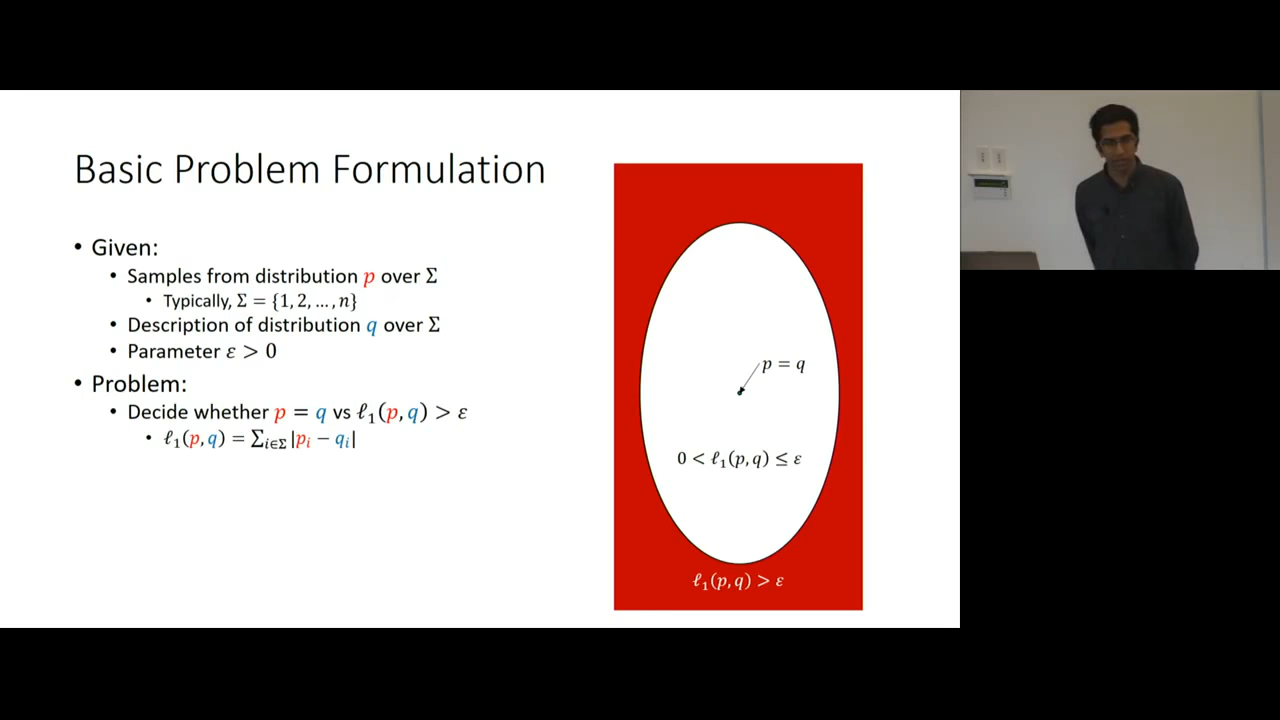 Basic Problem Formulation
• Given:
• Samples from distribution p over Σ
• Typically, Σ = {1, 2, …, n}
• Description of distribution q over Σ
• Parameter ε > 0
• Problem:
• Decide whether p = q vs ℓ₁(p, q) > ε
• ℓ₁(p, q) = ∑_{i∈Σ} |pᵢ − qᵢ|
p = q
0 < ℓ₁(p, q) ≤ ε
ℓ₁(p, q) > ε